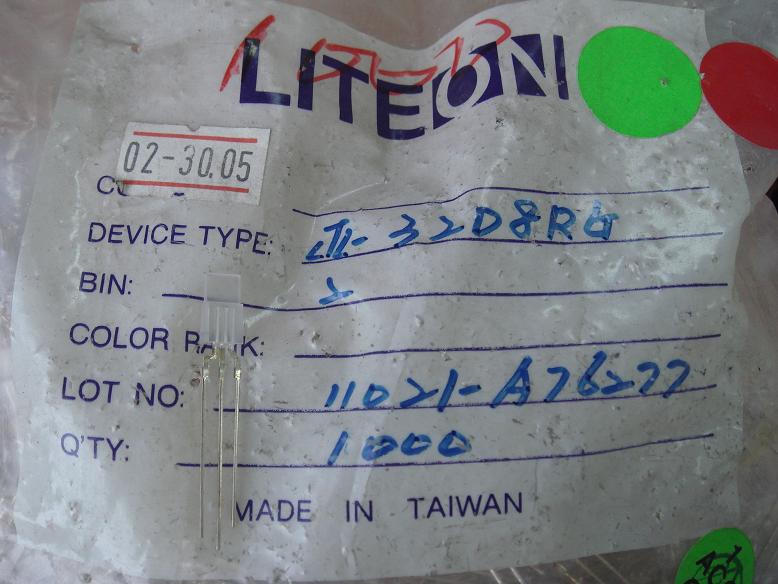 LITEON
02-30.05
DEVICE TYPE: 32D8RG
BIN: 2
COLOR RANK:
LOT NO: 11021-A76277
Q'TY: 1000
MADE IN TAIWAN